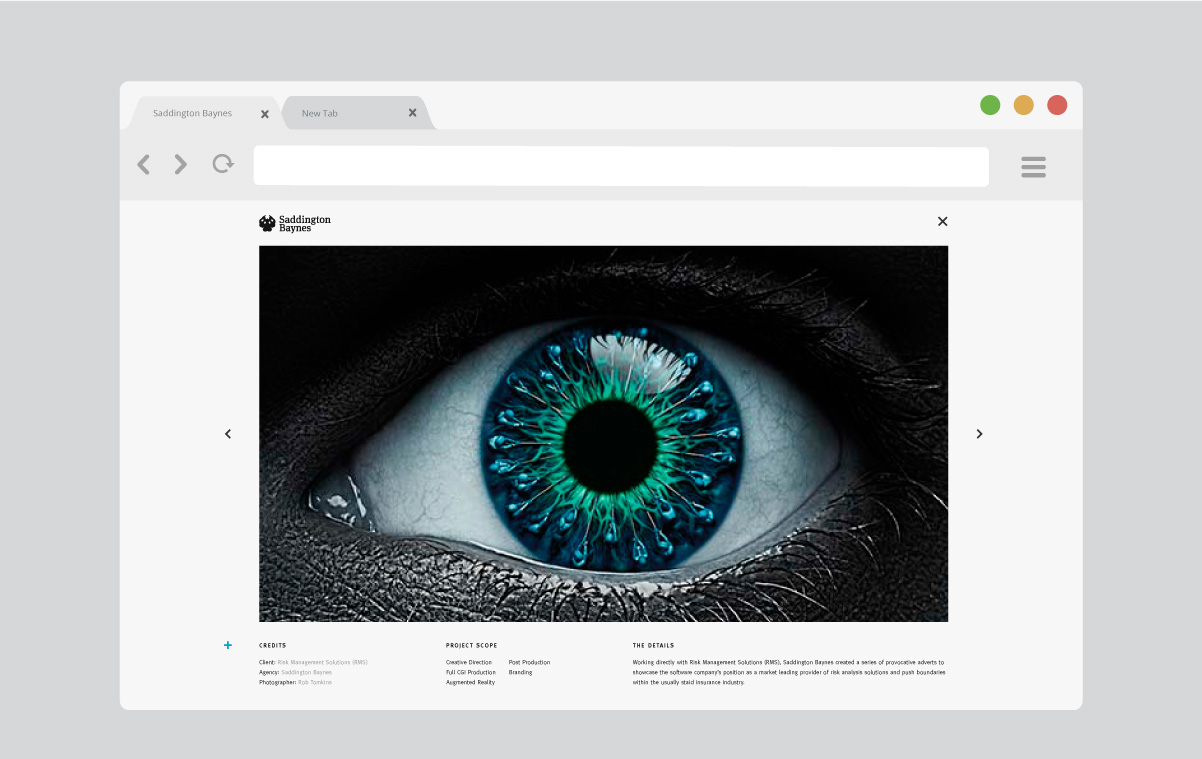 Saddington Baynes
New Tab
Saddington
Baynes
CREDITS
Client: Risk Management Solutions (RMS)
Agency: Saddington Baynes
Photographer: Rob Tomkins
PROJECT SCOPE
Creative Direction Post Production
Full CGI Production Branding
Augmented Reality
THE DETAILS
Working directly with Risk Management Solutions (RMS), Saddington Baynes created a series of provocative adverts to
showcase the software company's position as a market leading provider of risk analysis solutions and push boundaries
within the usually staid insurance industry.